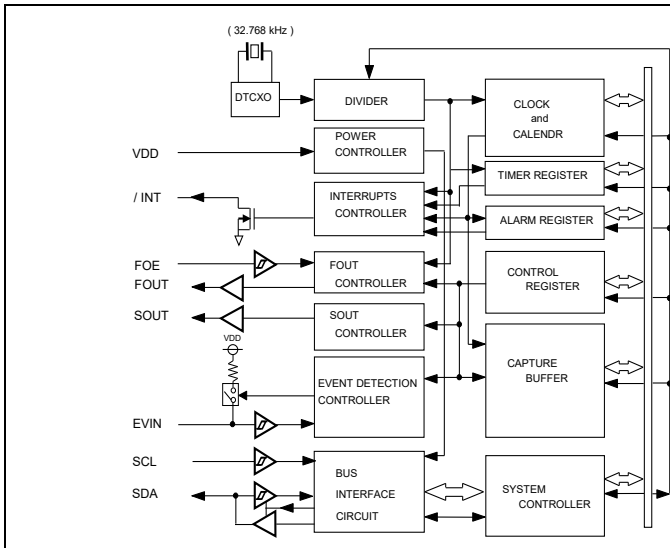 ( 32.768 kHz )
DTCXO
DIVIDER
CLOCK
and
CALENDR
VDD
POWER
CONTROLLER
TIMER REGISTER
/ INT
INTERRUPTS
CONTROLLER
ALARM REGISTER
FOE
FOUT
FOUT
CONTROLLER
CONTROL
REGISTER
SOUT
SOUT
CONTROLLER
VDD
EVENT DETECTION
CONTROLLER
CAPTURE
BUFFER
EVIN
SCL
SDA
BUS
INTERFACE
CIRCUIT
SYSTEM
CONTROLLER